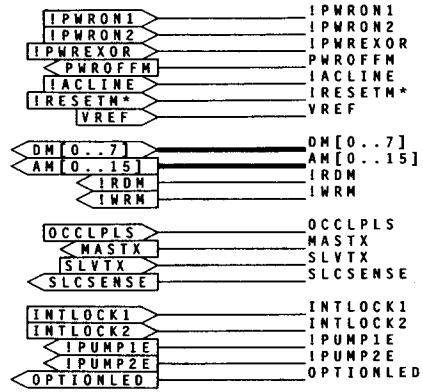 !PWRON1 !PWRON1
!PWRON2 !PWRON2
!PWREXOR !PWREXOR
PWROFFM PWROFFM
!ACLINE !ACLINE
!RESETM* !RESETM*
VREF VREF
DM[0..7] DM[0..7]
AM[0..15] AM[0..15]
!RDM !RDM
!WRM !WRM
OCCLPLS OCCLPLS
MASTX MASTX
SLVTX SLVTX
SLCSENSE SLCSENSE
INTLOCK1 INTLOCK1
INTLOCK2 INTLOCK2
!PUMP1E !PUMP1E
!PUMP2E !PUMP2E
OPTIONLED OPTIONLED